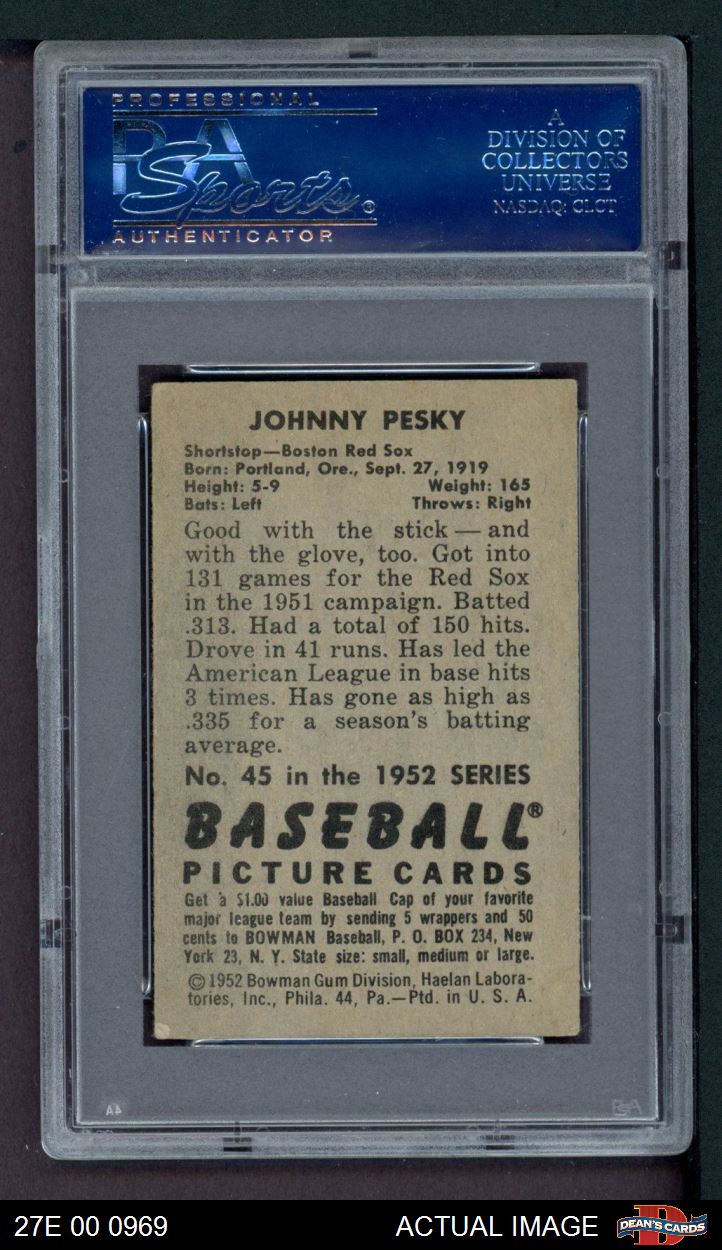 PROFESSIONAL
PSA
Sports®
AUTHENTICATOR
A
DIVISION OF
COLLECTORS
UNIVERSE
NASDAQ: CLCT
JOHNNY PESKY
Shortstop—Boston Red Sox
Born: Portland, Ore., Sept. 27, 1919
Height: 5-9 Weight: 165
Bats: Left Throws: Right
Good with the stick — and
with the glove, too. Got into
131 games for the Red Sox
in the 1951 campaign. Batted
.313. Had a total of 150 hits.
Drove in 41 runs. Has led the
American League in base hits
3 times. Has gone as high as
.335 for a season's batting
average.
No. 45 in the 1952 SERIES
BASEBALL®
PICTURE CARDS
Get a $1.00 value Baseball Cap of your favorite
major league team by sending 5 wrappers and 50
cents to BOWMAN Baseball, P. O. BOX 234, New
York 23, N. Y. State size: small, medium or large.
©1952 Bowman Gum Division, Haelan Labora-
tories, Inc., Phila. 44, Pa.—Ptd. in U. S. A.
PSA
27E 00 0969 ACTUAL IMAGE
DEAN'S CARDS